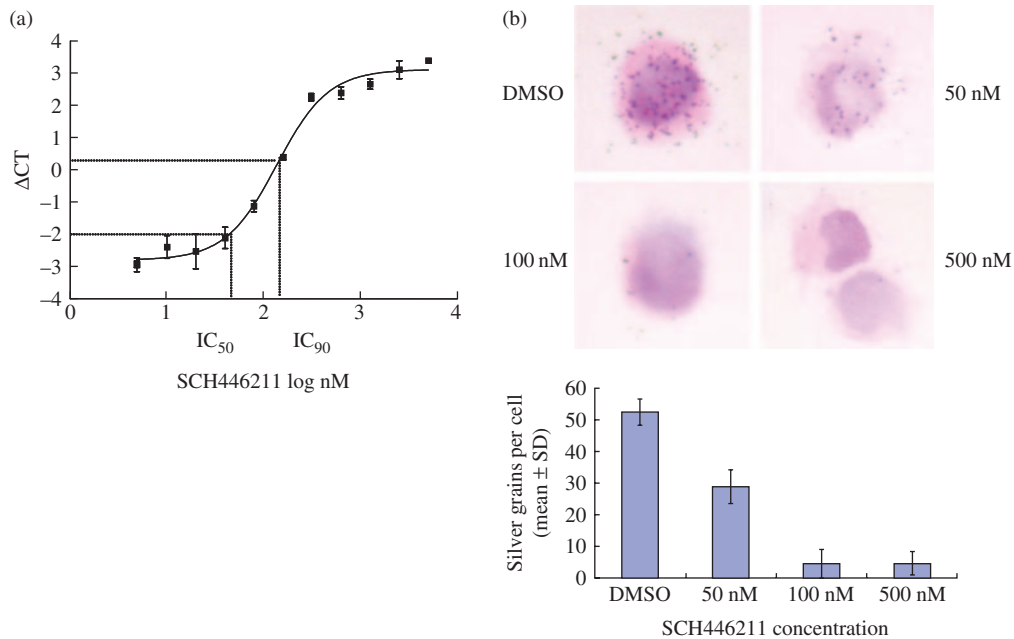 (a)
4
3
2
1
0
–1
–2
–3
–4
ΔCT
0 1 2 3 4
IC50 IC90
SCH446211 log nM
(b)
DMSO
50 nM
100 nM
500 nM
60
50
40
30
20
10
0
Silver grains per cell
(mean ± SD)
DMSO 50 nM 100 nM 500 nM
SCH446211 concentration